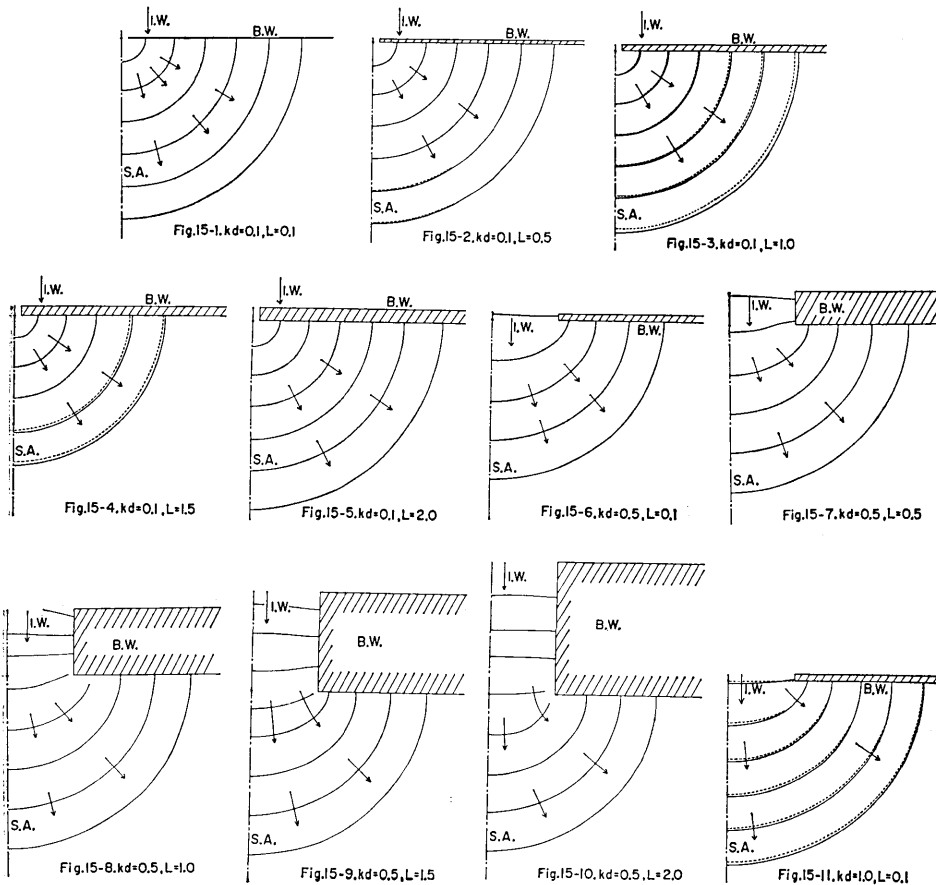 I.W.
B.W.
S.A.
Fig.15-1. kd=0.1, L=0.1
I.W.
B.W.
S.A.
Fig.15-2. kd=0.1, L=0.5
I.W.
B.W.
S.A.
Fig.15-3. kd=0.1, L=1.0
I.W.
B.W.
S.A.
Fig.15-4. kd=0.1, L=1.5
I.W.
B.W.
S.A.
Fig.15-5. kd=0.1, L=2.0
I.W.
B.W.
S.A.
Fig.15-6. kd=0.5, L=0.1
I.W.
B.W.
S.A.
Fig.15-7. kd=0.5, L=0.5
I.W.
B.W.
S.A.
Fig.15-8. kd=0.5, L=1.0
I.W.
B.W.
S.A.
Fig.15-9. kd=0.5, L=1.5
I.W.
B.W.
S.A.
Fig.15-10. kd=0.5, L=2.0
I.W.
B.W.
S.A.
Fig.15-11. kd=1.0, L=0.1